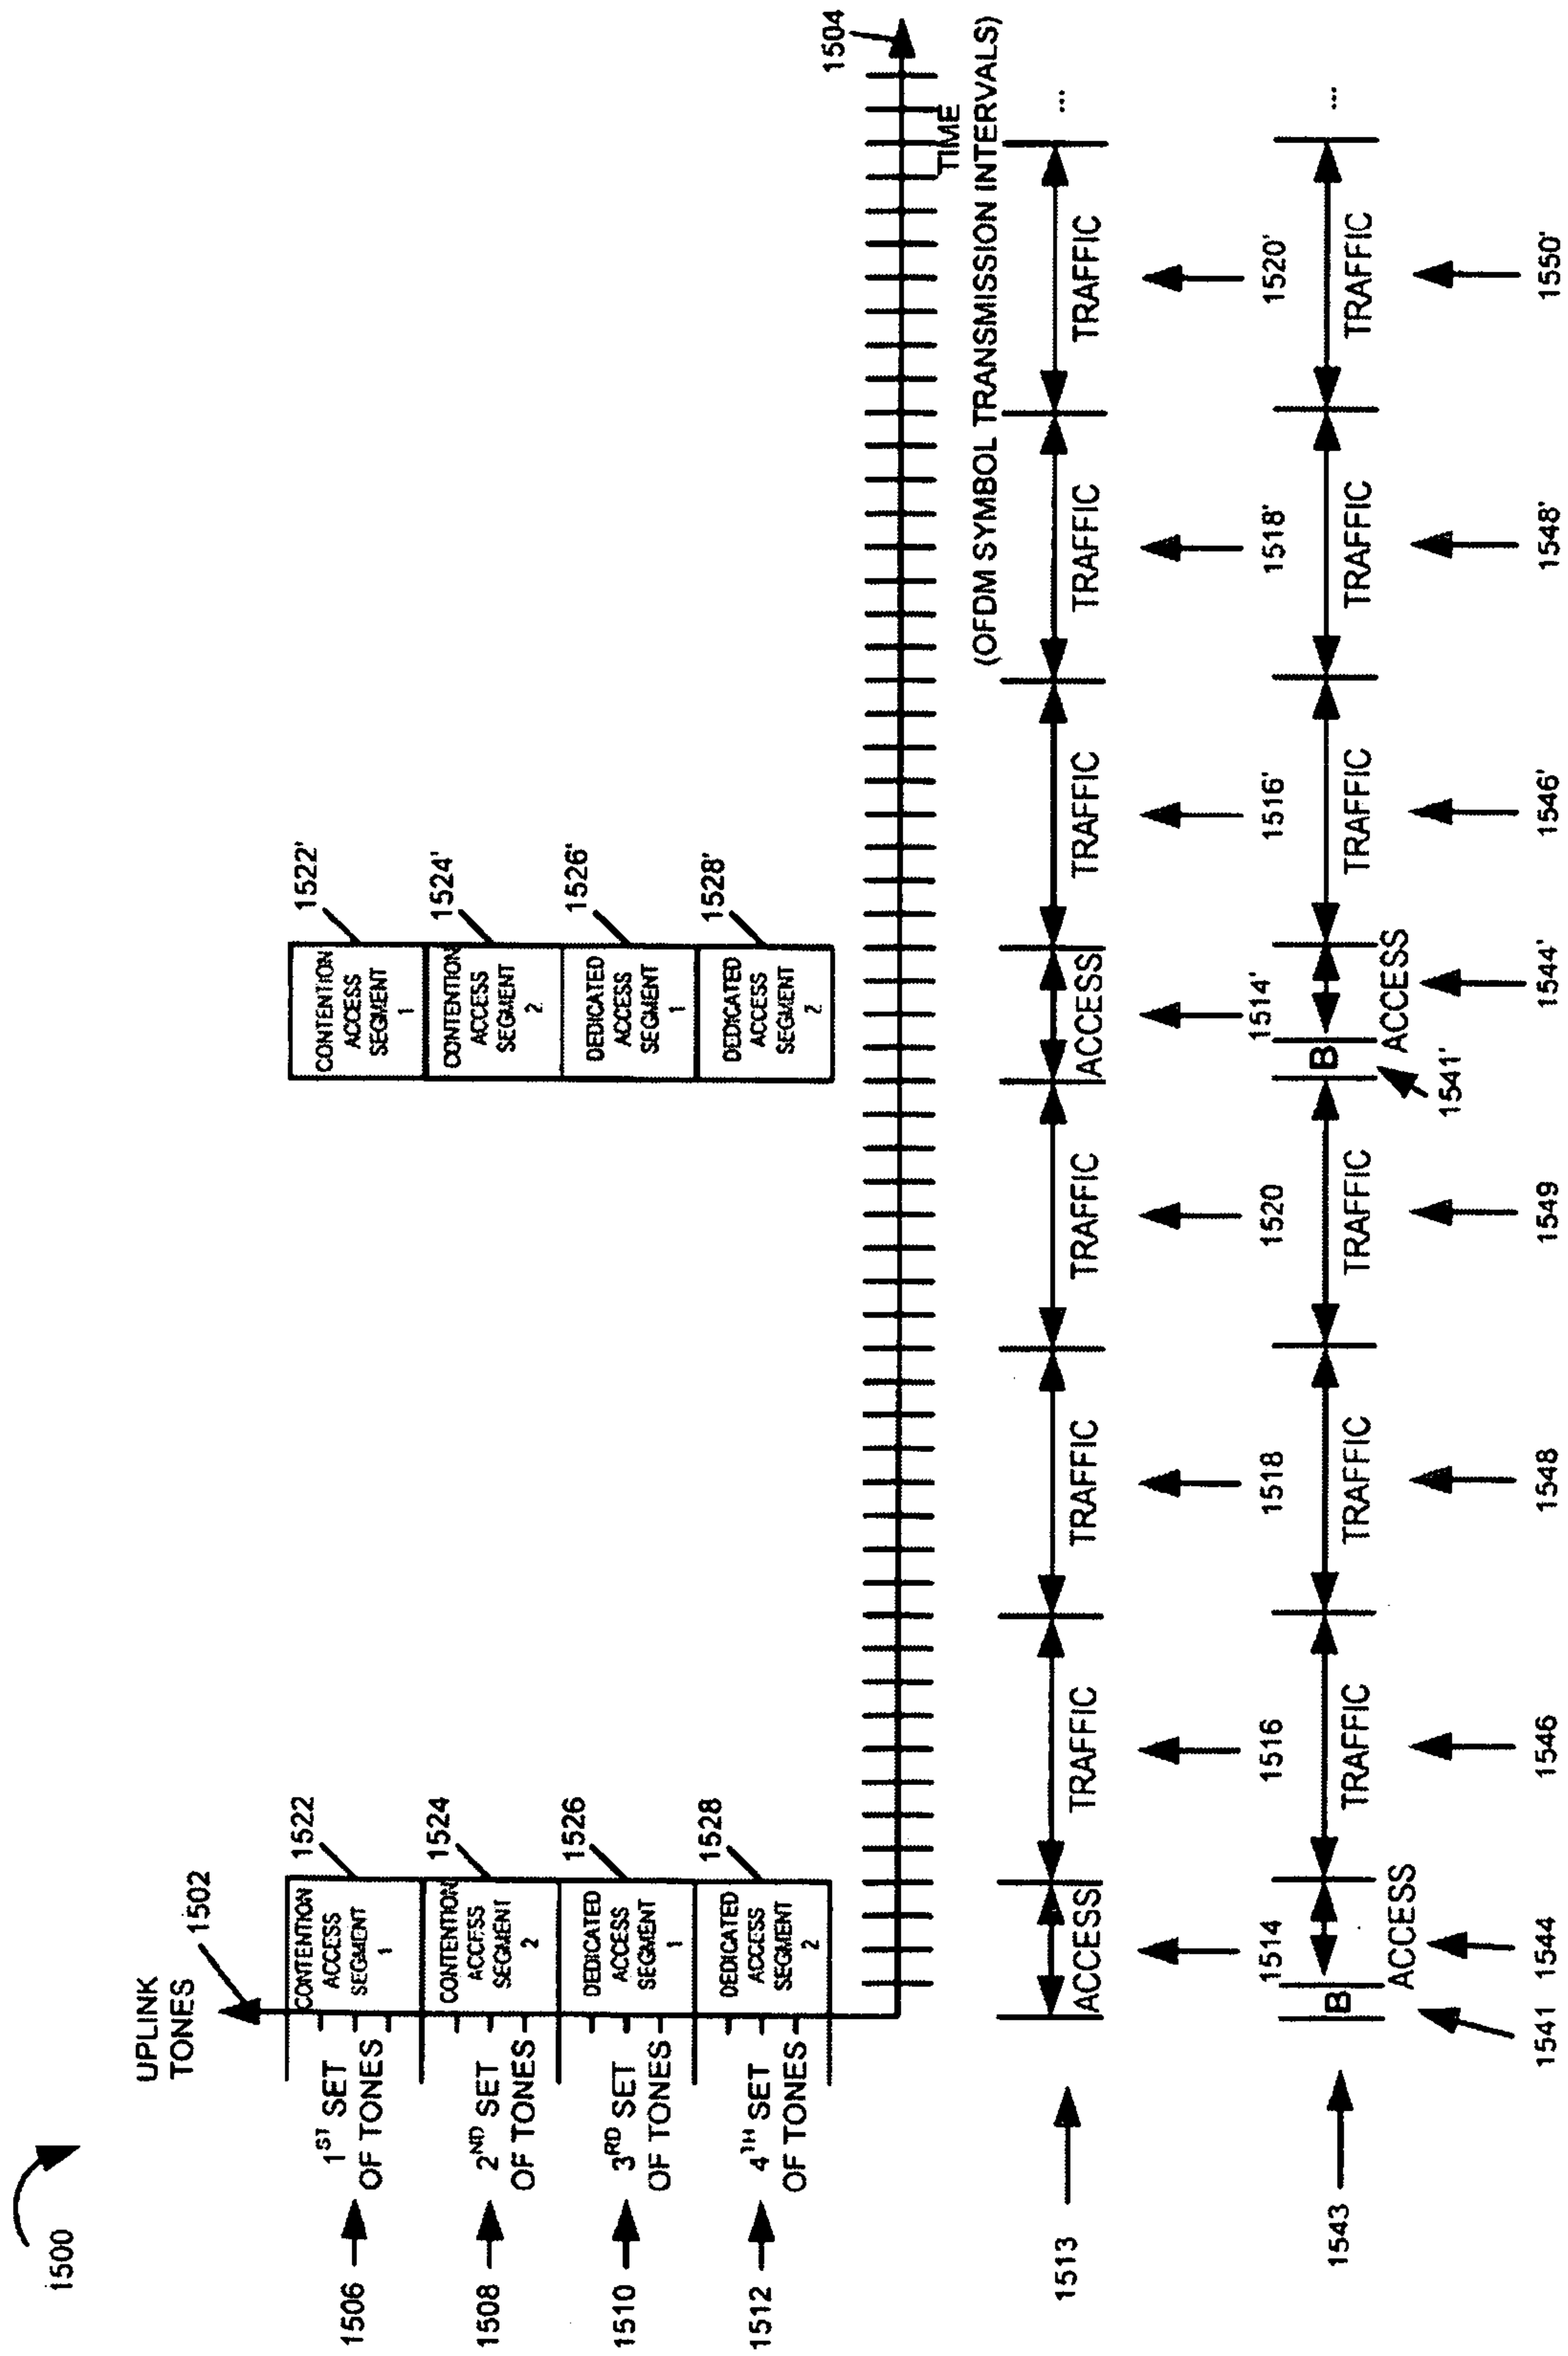 1500
UPLINK
TONES
1502
1506
1ST SET
OF TONES
1508
2ND SET
OF TONES
1510
3RD SET
OF TONES
1512
4TH SET
OF TONES
CONTENTION
ACCESS
SEGMENT
1
1522
CONTENTION
ACCESS
SEGMENT
2
1524
DEDICATED
ACCESS
SEGMENT
1
1526
DEDICATED
ACCESS
SEGMENT
2
1528
CONTENTION
ACCESS
SEGMENT
1
1522'
CONTENTION
ACCESS
SEGMENT
2
1524'
DEDICATED
ACCESS
SEGMENT
1
1526'
DEDICATED
ACCESS
SEGMENT
2
1528'
1504
TIME
(OFDM SYMBOL TRANSMISSION INTERVALS)
1513
ACCESS
TRAFFIC
TRAFFIC
TRAFFIC
ACCESS
TRAFFIC
TRAFFIC
TRAFFIC
...
1514
1516
1518
1520
1514'
1516'
1518'
1520'
1543
B
ACCESS
TRAFFIC
TRAFFIC
TRAFFIC
B
ACCESS
TRAFFIC
TRAFFIC
TRAFFIC
...
1541
1544
1546
1548
1549
1541'
1544'
1546'
1548'
1550'